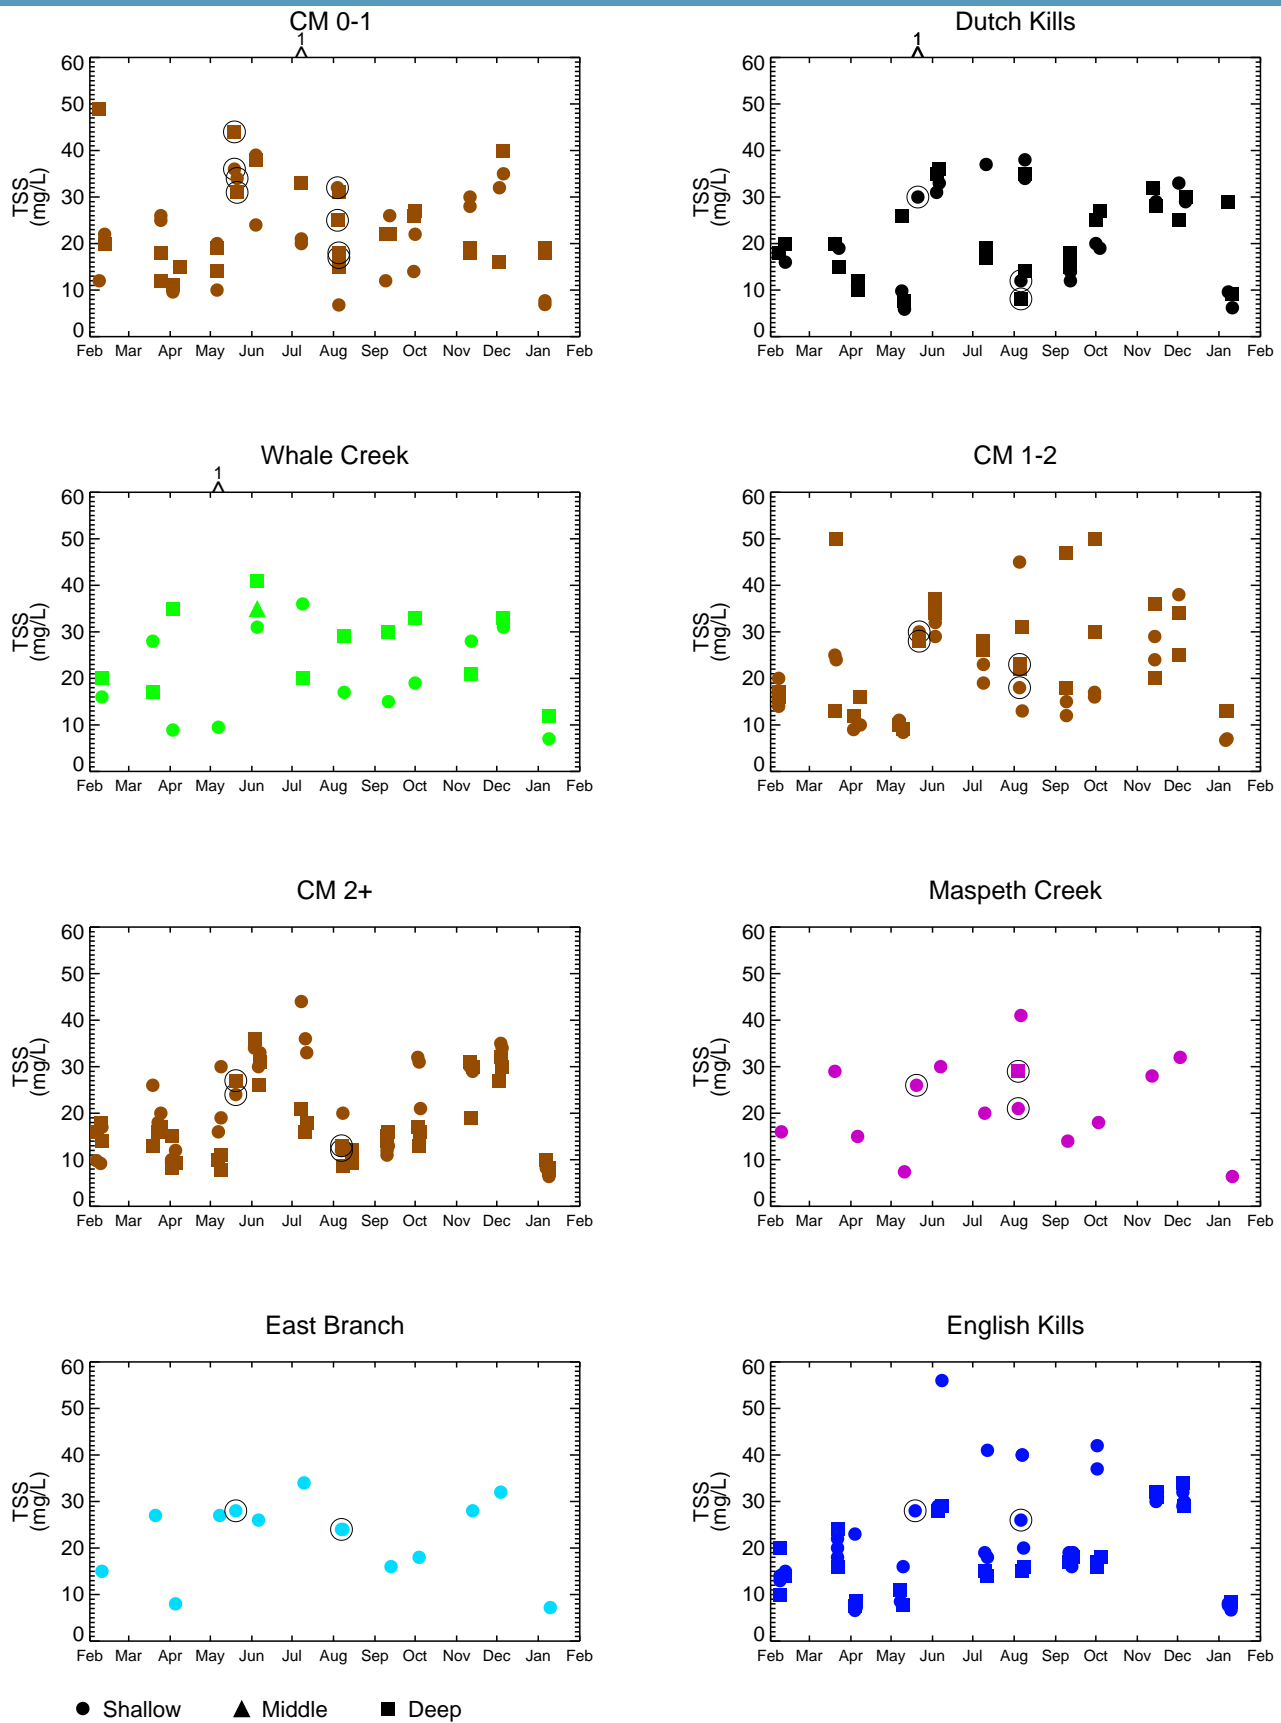 CM 0-1
1
60
50
40
30
20
10
0
TSS
(mg/L)
Feb Mar Apr May Jun Jul Aug Sep Oct Nov Dec Jan Feb
Dutch Kills
1
60
50
40
30
20
10
0
TSS
(mg/L)
Feb Mar Apr May Jun Jul Aug Sep Oct Nov Dec Jan Feb
Whale Creek
1
60
50
40
30
20
10
0
TSS
(mg/L)
Feb Mar Apr May Jun Jul Aug Sep Oct Nov Dec Jan Feb
CM 1-2
60
50
40
30
20
10
0
TSS
(mg/L)
Feb Mar Apr May Jun Jul Aug Sep Oct Nov Dec Jan Feb
CM 2+
60
50
40
30
20
10
0
TSS
(mg/L)
Feb Mar Apr May Jun Jul Aug Sep Oct Nov Dec Jan Feb
Maspeth Creek
60
50
40
30
20
10
0
TSS
(mg/L)
Feb Mar Apr May Jun Jul Aug Sep Oct Nov Dec Jan Feb
East Branch
60
50
40
30
20
10
0
TSS
(mg/L)
Feb Mar Apr May Jun Jul Aug Sep Oct Nov Dec Jan Feb
English Kills
60
50
40
30
20
10
0
TSS
(mg/L)
Feb Mar Apr May Jun Jul Aug Sep Oct Nov Dec Jan Feb
Shallow Middle Deep